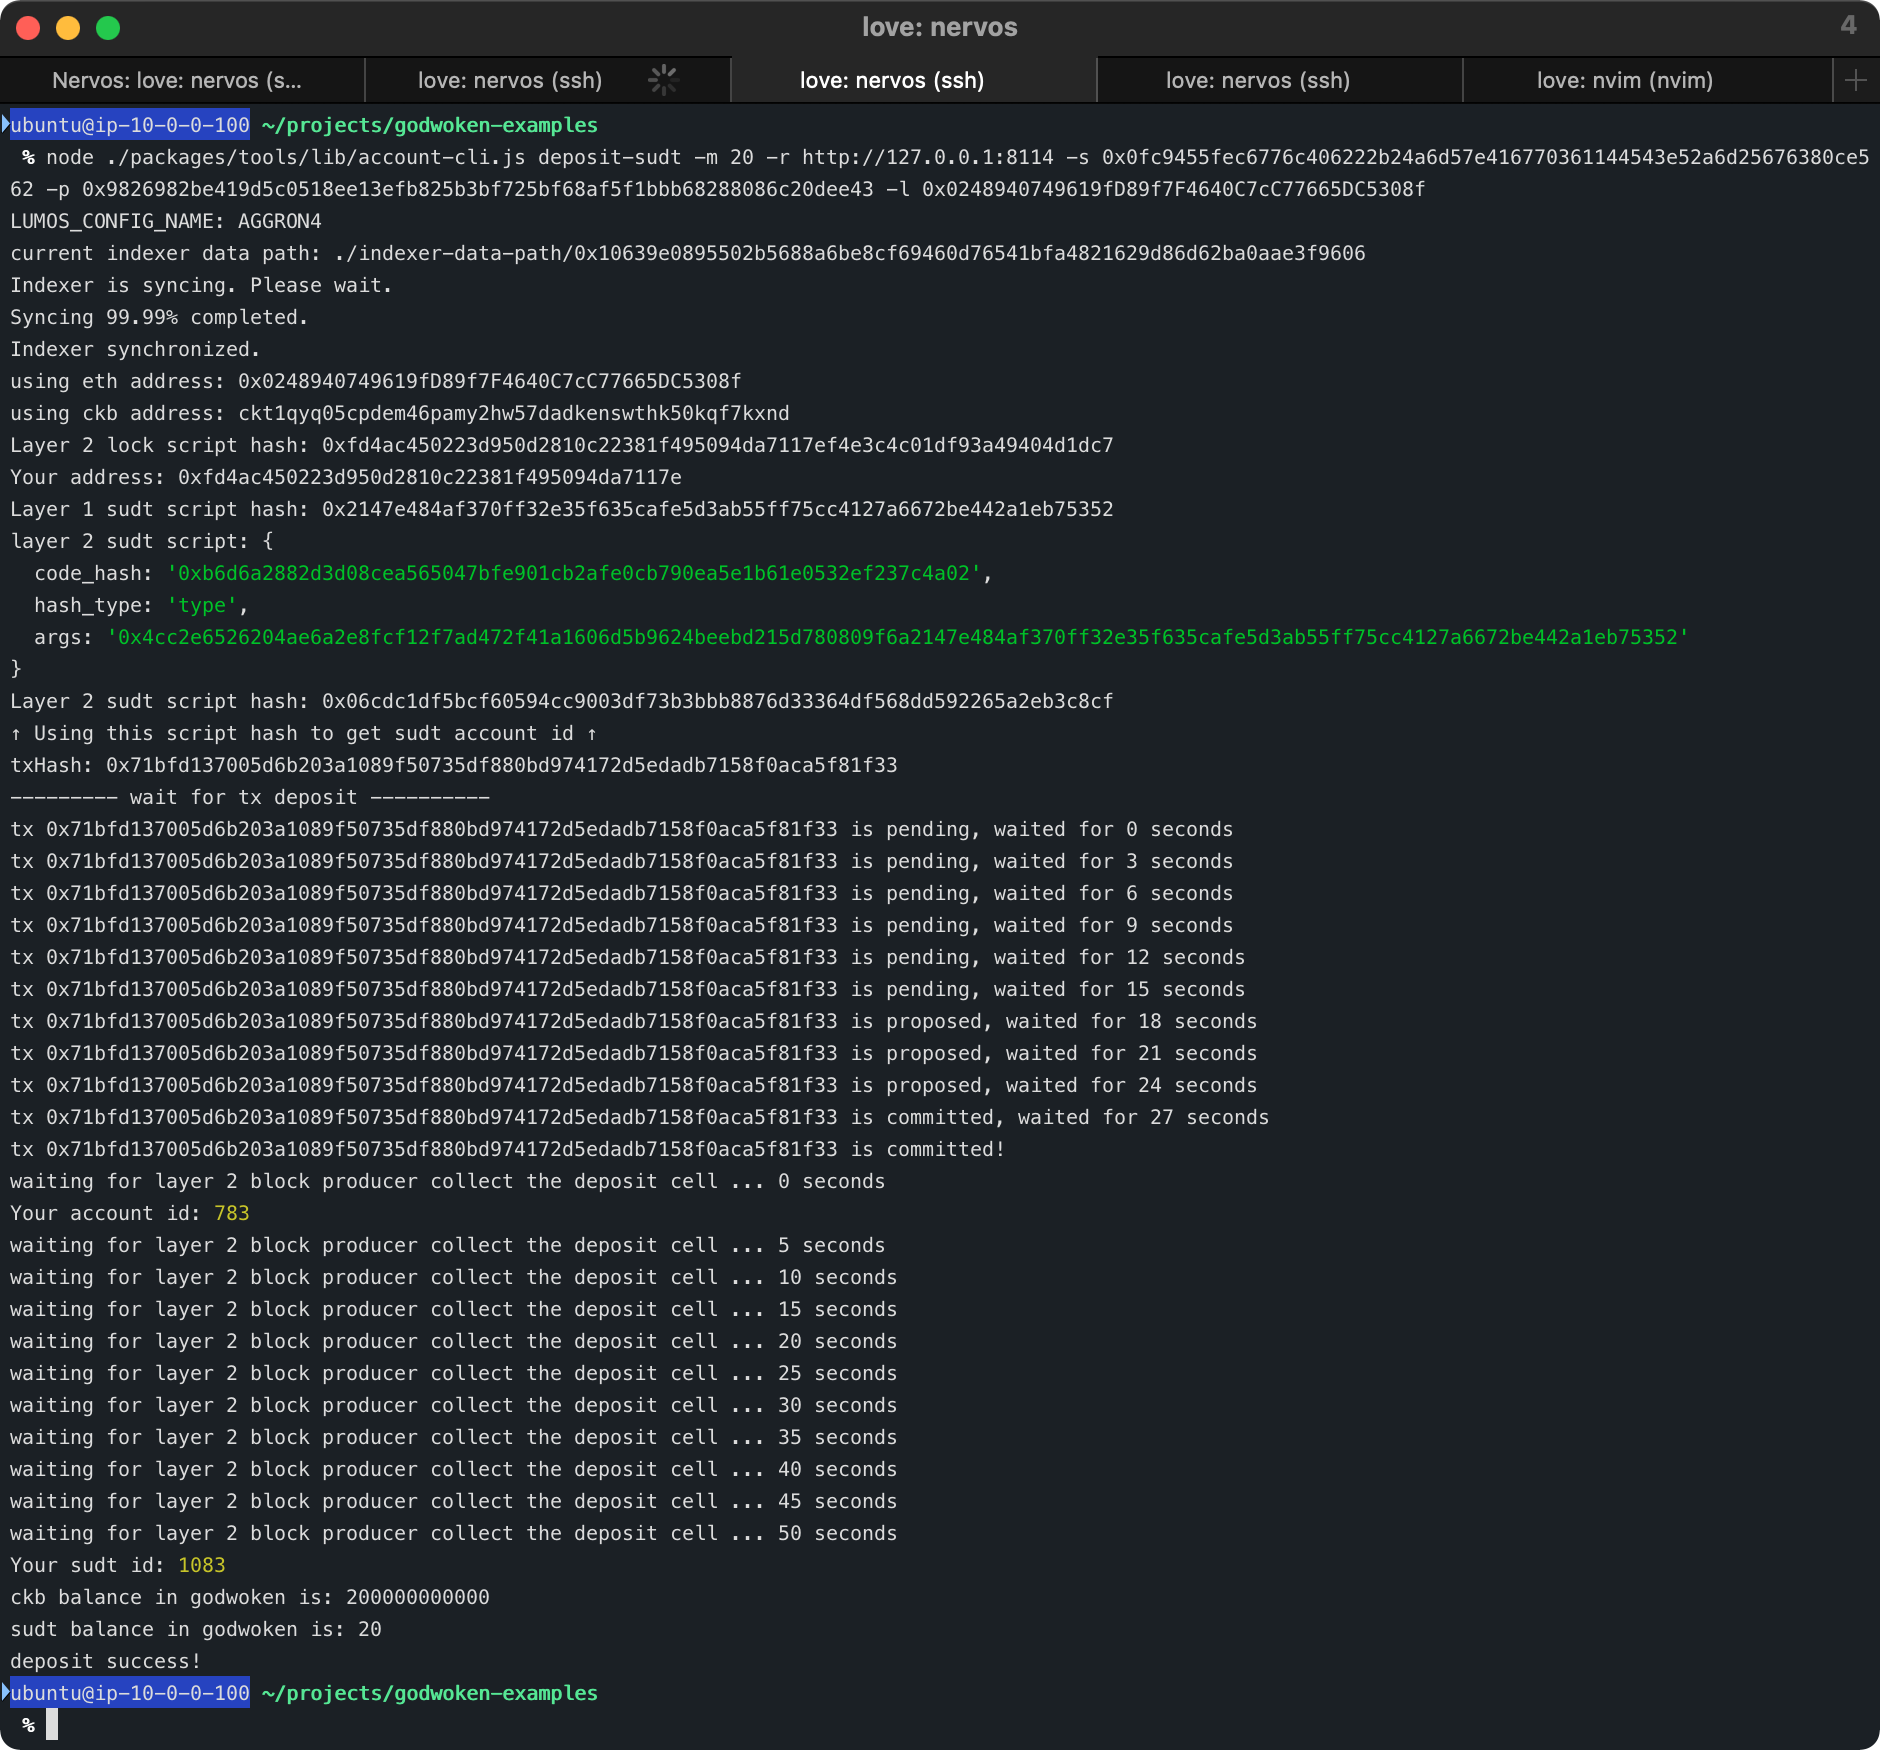 love: nervos
4
Nervos: love: nervos (s...
love: nervos (ssh)
love: nervos (ssh)
love: nervos (ssh)
love: nvim (nvim)
ubuntu@ip-10-0-0-100 ~/projects/godwoken-examples
% node ./packages/tools/lib/account-cli.js deposit-sudt -m 20 -r http://127.0.0.1:8114 -s 0x0fc9455fec6776c406222b24a6d57e416770361144543e52a6d25676380ce5
62 -p 0x9826982be419d5c0518ee13efb825b3bf725bf68af5f1bbb68288086c20dee43 -l 0x0248940749619fD89f7F4640C7cC77665DC5308f
LUMOS_CONFIG_NAME: AGGRON4
current indexer data path: ./indexer-data-path/0x10639e0895502b5688a6be8cf69460d76541bfa4821629d86d62ba0aae3f9606
Indexer is syncing. Please wait.
Syncing 99.99% completed.
Indexer synchronized.
using eth address: 0x0248940749619fD89f7F4640C7cC77665DC5308f
using ckb address: ckt1qyq05cpdem46pamy2hw57dadkenswthk50kqf7kxnd
Layer 2 lock script hash: 0xfd4ac450223d950d2810c22381f495094da7117ef4e3c4c01df93a49404d1dc7
Your address: 0xfd4ac450223d950d2810c22381f495094da7117e
Layer 1 sudt script hash: 0x2147e484af370ff32e35f635cafe5d3ab55ff75cc4127a6672be442a1eb75352
layer 2 sudt script: {
code_hash: '0xb6d6a2882d3d08cea565047bfe901cb2afe0cb790ea5e1b61e0532ef237c4a02',
hash_type: 'type',
args: '0x4cc2e6526204ae6a2e8fcf12f7ad472f41a1606d5b9624beebd215d780809f6a2147e484af370ff32e35f635cafe5d3ab55ff75cc4127a6672be442a1eb75352'
}
Layer 2 sudt script hash: 0x06cdc1df5bcf60594cc9003df73b3bbb8876d33364df568dd592265a2eb3c8cf
↑ Using this script hash to get sudt account id ↑
txHash: 0x71bfd137005d6b203a1089f50735df880bd974172d5edadb7158f0aca5f81f33
--------- wait for tx deposit ----------
tx 0x71bfd137005d6b203a1089f50735df880bd974172d5edadb7158f0aca5f81f33 is pending, waited for 0 seconds
tx 0x71bfd137005d6b203a1089f50735df880bd974172d5edadb7158f0aca5f81f33 is pending, waited for 3 seconds
tx 0x71bfd137005d6b203a1089f50735df880bd974172d5edadb7158f0aca5f81f33 is pending, waited for 6 seconds
tx 0x71bfd137005d6b203a1089f50735df880bd974172d5edadb7158f0aca5f81f33 is pending, waited for 9 seconds
tx 0x71bfd137005d6b203a1089f50735df880bd974172d5edadb7158f0aca5f81f33 is pending, waited for 12 seconds
tx 0x71bfd137005d6b203a1089f50735df880bd974172d5edadb7158f0aca5f81f33 is pending, waited for 15 seconds
tx 0x71bfd137005d6b203a1089f50735df880bd974172d5edadb7158f0aca5f81f33 is proposed, waited for 18 seconds
tx 0x71bfd137005d6b203a1089f50735df880bd974172d5edadb7158f0aca5f81f33 is proposed, waited for 21 seconds
tx 0x71bfd137005d6b203a1089f50735df880bd974172d5edadb7158f0aca5f81f33 is proposed, waited for 24 seconds
tx 0x71bfd137005d6b203a1089f50735df880bd974172d5edadb7158f0aca5f81f33 is committed, waited for 27 seconds
tx 0x71bfd137005d6b203a1089f50735df880bd974172d5edadb7158f0aca5f81f33 is committed!
waiting for layer 2 block producer collect the deposit cell ... 0 seconds
Your account id: 783
waiting for layer 2 block producer collect the deposit cell ... 5 seconds
waiting for layer 2 block producer collect the deposit cell ... 10 seconds
waiting for layer 2 block producer collect the deposit cell ... 15 seconds
waiting for layer 2 block producer collect the deposit cell ... 20 seconds
waiting for layer 2 block producer collect the deposit cell ... 25 seconds
waiting for layer 2 block producer collect the deposit cell ... 30 seconds
waiting for layer 2 block producer collect the deposit cell ... 35 seconds
waiting for layer 2 block producer collect the deposit cell ... 40 seconds
waiting for layer 2 block producer collect the deposit cell ... 45 seconds
waiting for layer 2 block producer collect the deposit cell ... 50 seconds
Your sudt id: 1083
ckb balance in godwoken is: 200000000000
sudt balance in godwoken is: 20
deposit success!
ubuntu@ip-10-0-0-100 ~/projects/godwoken-examples
%